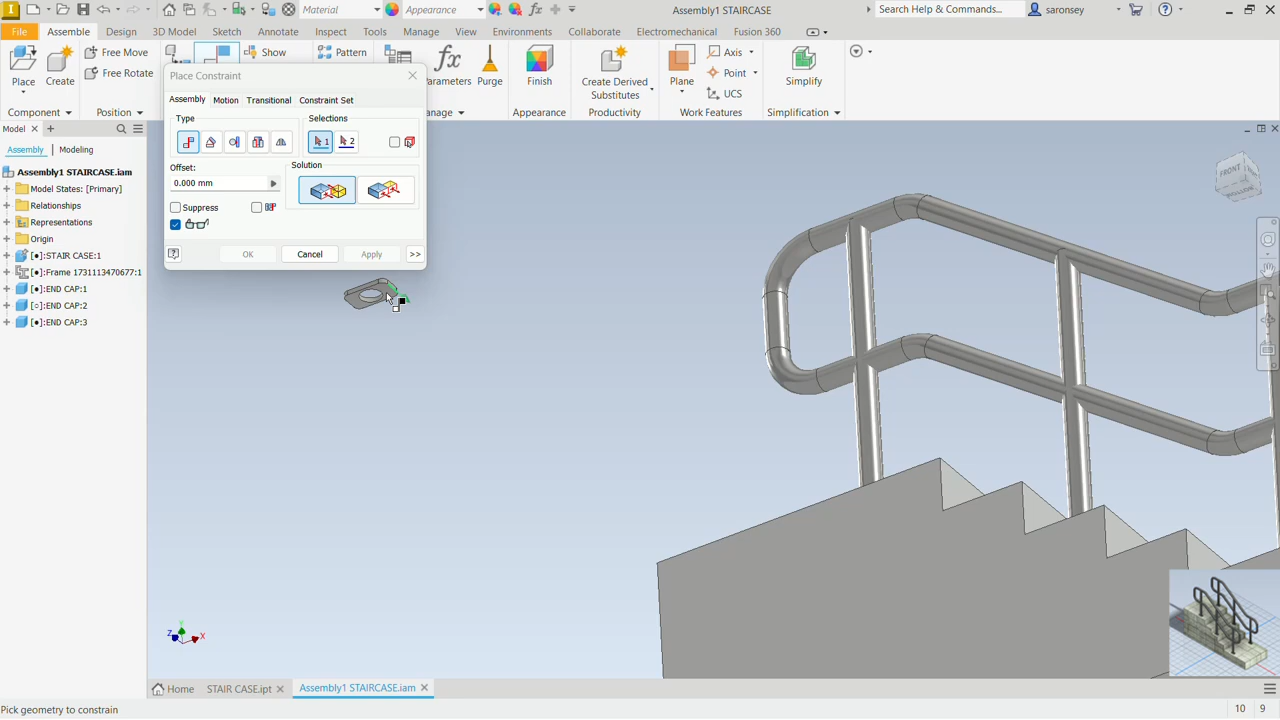 Material
Appearance
Assembly1 STAIRCASE
Search Help & Commands...
saronsey
File
Assembly
Design
3D Model
Sketch
Annotate
Inspect
Tools
Manage
View
Environments
Collaborate
Electromechanical
Fusion 360
Place
Create
Free Move
Free Rotate
Show
Pattern
Parameters
Purge
Finish
Create Derived
Substitutes
Plane
Axis
Point
UCS
Simplify
Component
Position
Appearance
Productivity
Work Features
Simplification
Place Constraint
Assembly
Motion
Transitional
Constraint Set
Type
Selections
1
2
Offset:
0.000 mm
Solution
Suppress
OK
Cancel
Apply
>>
Model
Assembly
Modeling
Assembly1 STAIRCASE.iam
Model States: [Primary]
Relationships
Representations
Origin
[●]:STAIR CASE:1
[●]:Frame 1731113470677:1
[●]:END CAP:1
[○]:END CAP:2
[●]:END CAP:3
FRONT
Y
Z
X
Home
STAIR CASE.ipt
Assembly1 STAIRCASE.iam
Pick geometry to constrain
10
9